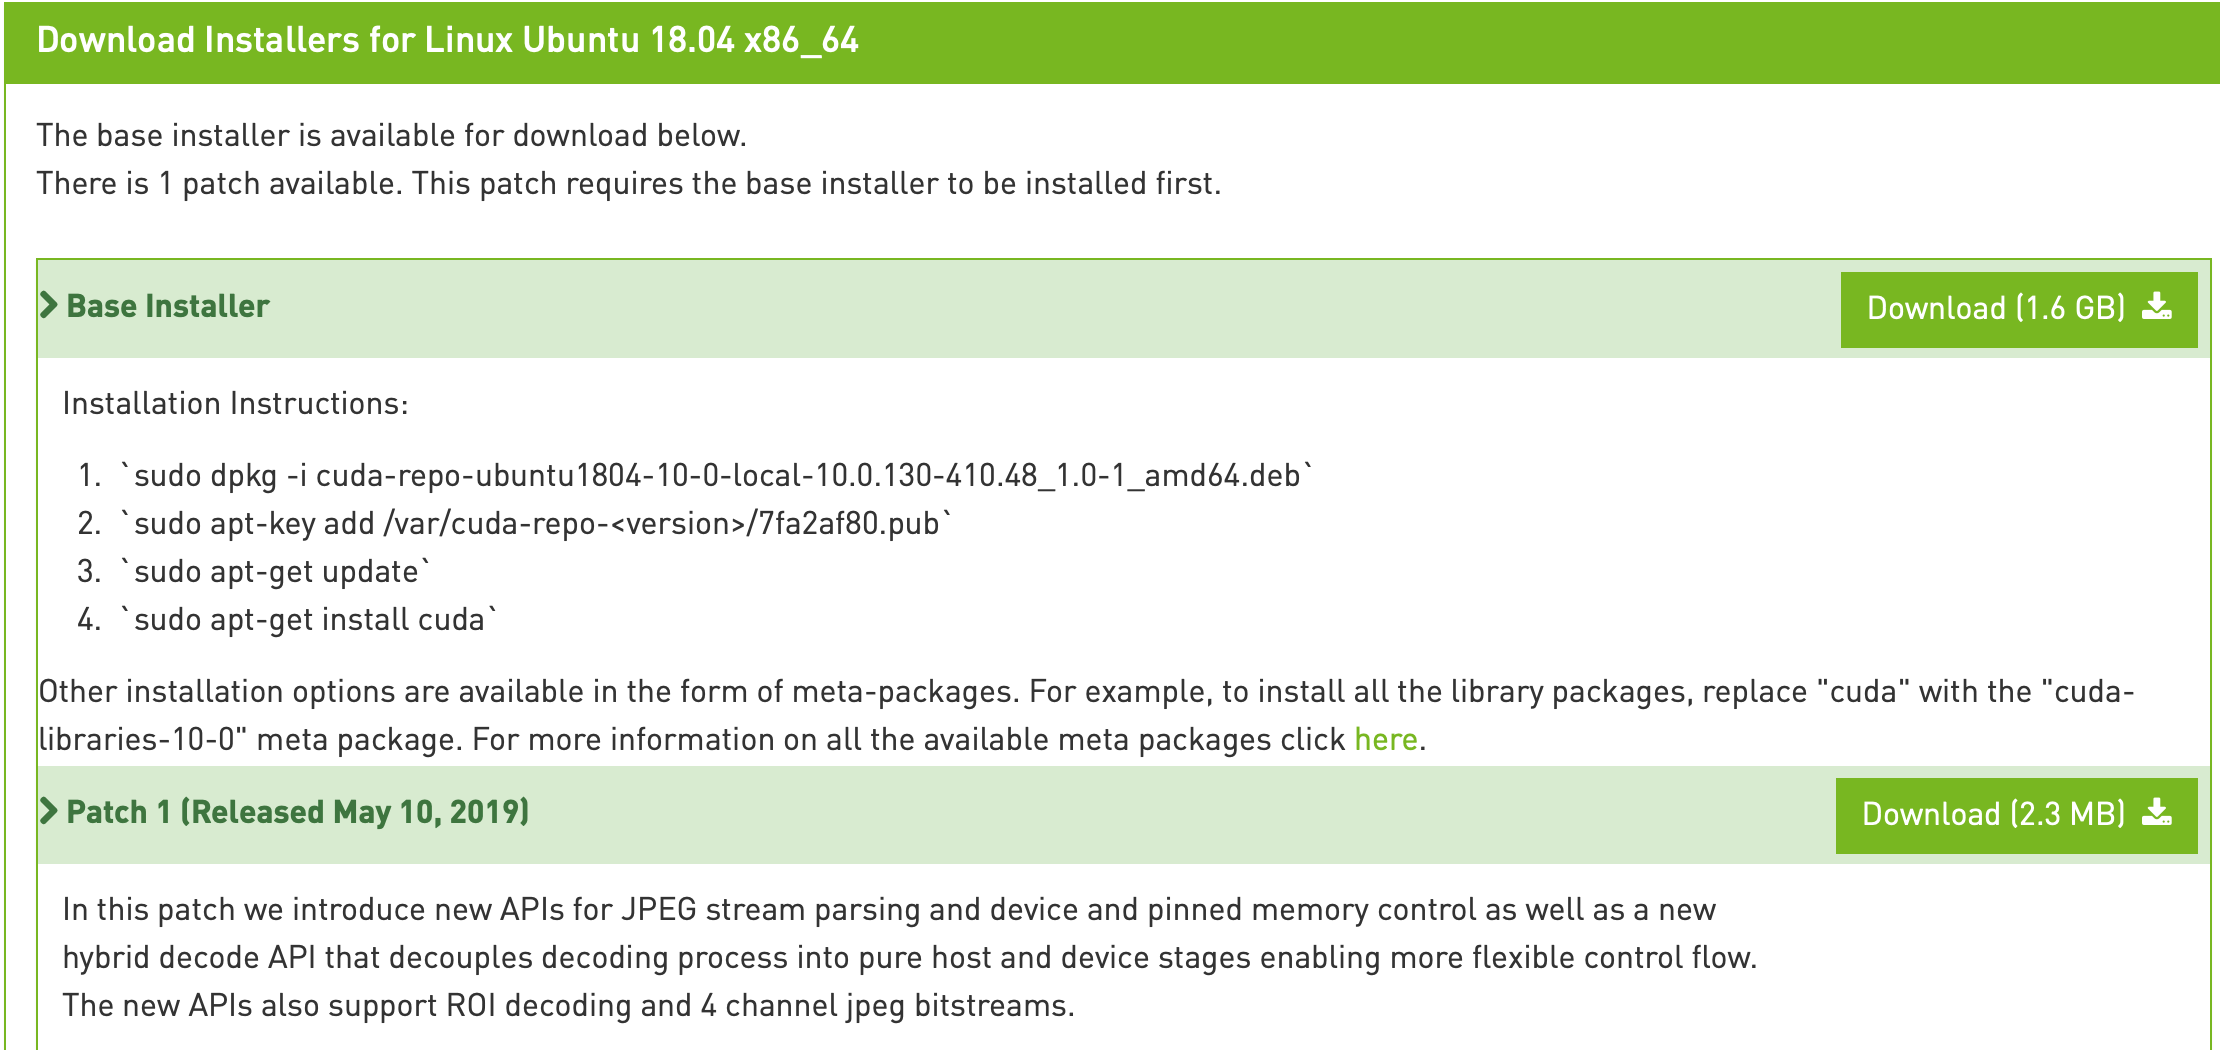 Download Installers for Linux Ubuntu 18.04 x86_64
The base installer is available for download below.
There is 1 patch available. This patch requires the base installer to be installed first.
Base Installer
Download (1.6 GB)
Installation Instructions:
1. `sudo dpkg -i cuda-repo-ubuntu1804-10-0-local-10.0.130-410.48_1.0-1_amd64.deb`
2. `sudo apt-key add /var/cuda-repo-<version>/7fa2af80.pub`
3. `sudo apt-get update`
4. `sudo apt-get install cuda`
Other installation options are available in the form of meta-packages. For example, to install all the library packages, replace "cuda" with the "cuda-
libraries-10-0" meta package. For more information on all the available meta packages click here.
Patch 1 (Released May 10, 2019)
Download (2.3 MB)
In this patch we introduce new APIs for JPEG stream parsing and device and pinned memory control as well as a new
hybrid decode API that decouples decoding process into pure host and device stages enabling more flexible control flow.
The new APIs also support ROI decoding and 4 channel jpeg bitstreams.